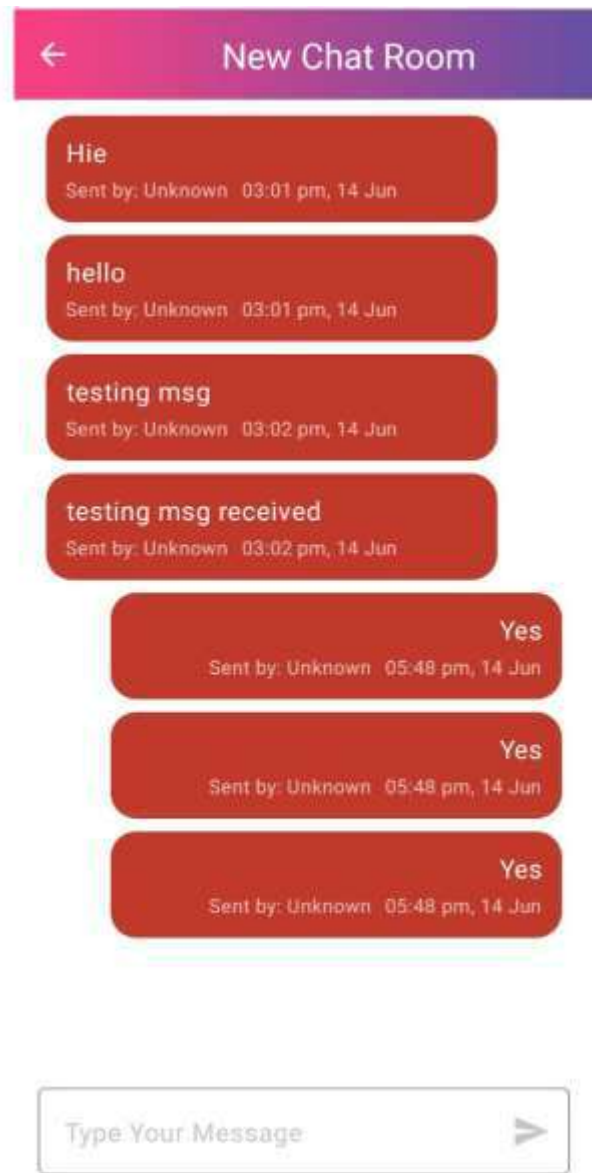 New Chat Room
Hie
Sent by: Unknown 03:01 pm, 14 Jun
hello
Sent by: Unknown 03:01 pm, 14 Jun
testing msg
Sent by: Unknown 03:02 pm, 14 Jun
testing msg received
Sent by: Unknown 03:02 pm, 14 Jun
Yes
Sent by: Unknown 05:48 pm, 14 Jun
Yes
Sent by: Unknown 05:48 pm, 14 Jun
Yes
Sent by: Unknown 05:48 pm, 14 Jun
Type Your Message